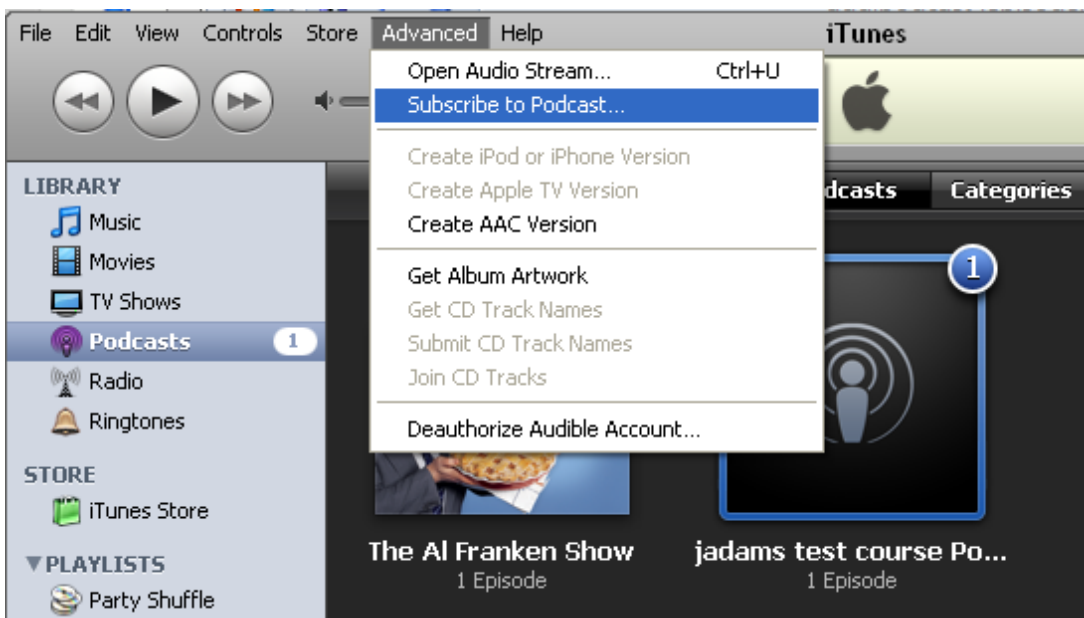 File Edit View Controls Store Advanced Help iTunes
Open Audio Stream... Ctrl+U
Subscribe to Podcast...
Create iPod or iPhone Version
Create Apple TV Version
Create AAC Version
Get Album Artwork
Get CD Track Names
Submit CD Track Names
Join CD Tracks
Deauthorize Audible Account...
LIBRARY
Music
Movies
TV Shows
Podcasts 1
Radio
Ringtones
STORE
iTunes Store
PLAYLISTS
Party Shuffle
dcasts Categories
1
The Al Franken Show
1 Episode
jadams test course Po...
1 Episode